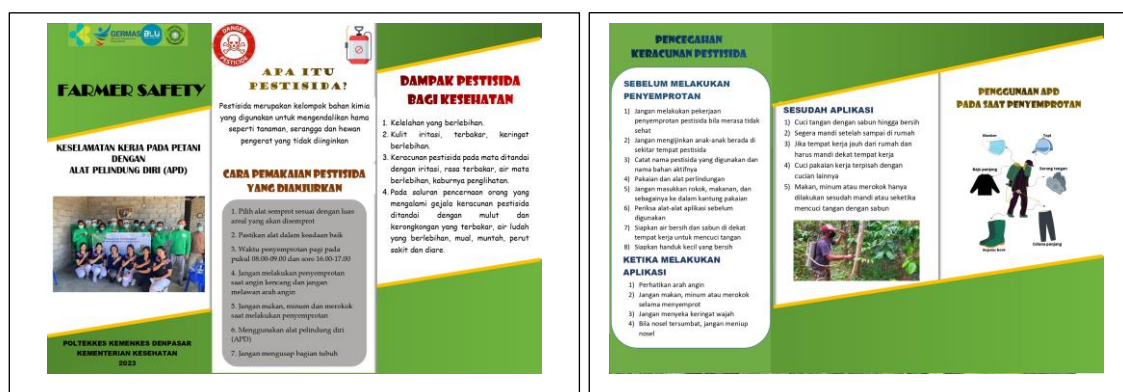 GERMAS BLU
FARMER SAFETY
KESELAMATAN KERJA PADA PETANI
DENGAN
ALAT PELINDUNG DIRI (APD)
POLTEKKES KEMENKES DENPASAR
KEMENTERIAN KESEHATAN
2023
DANGER
PESTICIDE
APA ITU
PESTISIDA?
Pestisida merupakan kelompok bahan kimia
yang digunakan untuk mengendalikan hama
seperti tanaman, serangga dan hewan
pengerat yang tidak diinginkan
CARA PEMAKAIAN PESTISIDA
YANG DIANJURKAN
1. Pilih alat semprot sesuai dengan luas
areal yang akan disemprot
2. Pastikan alat dalam keadaan baik
3. Waktu penyemprotan pagi pada
pukul 08.00-09.00 dan sore 16.00-17.00
4. Jangan melakukan penyemprotan
saat angin kencang dan jangan
melawan arah angin
5. Jangan makan, minum dan merokok
saat melakukan penyemprotan
6. Menggunakan alat pelindung diri
(APD)
7. Jangan mengusap bagian tubuh
DAMPAK PESTISIDA
BAGI KESEHATAN
1. Kelelahan yang berlebihan.
2. Kulit iritasi, terbakar, keringat
berlebihan.
3. Keracunan pestisida pada mata ditandai
dengan iritasi, rasa terbakar, air mata
berlebihan, kaburnya penglihatan.
4. Pada saluran pencernaan orang yang
mengalami gejala keracunan pestisida
ditandai dengan mulut dan
kerongkongan yang terbakar, air ludah
yang berlebihan, mual, muntah, perut
sakit dan diare.
PENCEGAHAN
KERACUNAN PESTISIDA
SEBELUM MELAKUKAN
PENYEMPROTAN
1) Jangan melakukan pekerjaan
penyemprotan pestisida bila merasa tidak
sehat
2) Jangan mengijinkan anak-anak berada di
sekitar tempat pestisida
3) Catat nama pestisida yang digunakan dan
nama bahan aktifnya
4) Pakaian dan alat perlindungan
5) Jangan masukkan rokok, makanan, dan
sebagainya ke dalam kantung pakaian
6) Periksa alat-alat aplikasi sebelum
digunakan
7) Siapkan air bersih dan sabun di dekat
tempat kerja untuk mencuci tangan
8) Siapkan handuk kecil yang bersih
KETIKA MELAKUKAN
APLIKASI
1) Perhatikan arah angin
2) Jangan makan, minum atau merokok
selama menyemprot
3) Jangan menyeka keringat wajah
4) Bila nosel tersumbat, jangan meniup
nosel
SESUDAH APLIKASI
1) Cuci tangan dengan sabun hingga bersih
2) Segera mandi setelah sampai di rumah
3) Jika tempat kerja jauh dari rumah dan
harus mandi dekat tempat kerja
4) Cuci pakaian kerja terpisah dengan
cucian lainnya
5) Makan, minum atau merokok hanya
dilakukan sesudah mandi atau seketika
mencuci tangan dengan sabun
PENGGUNAAN APD
PADA SAAT PENYEMPROTAN
Masker
Topi
Baju panjang
Sarung tangan
Sepatu boot
Celana panjang